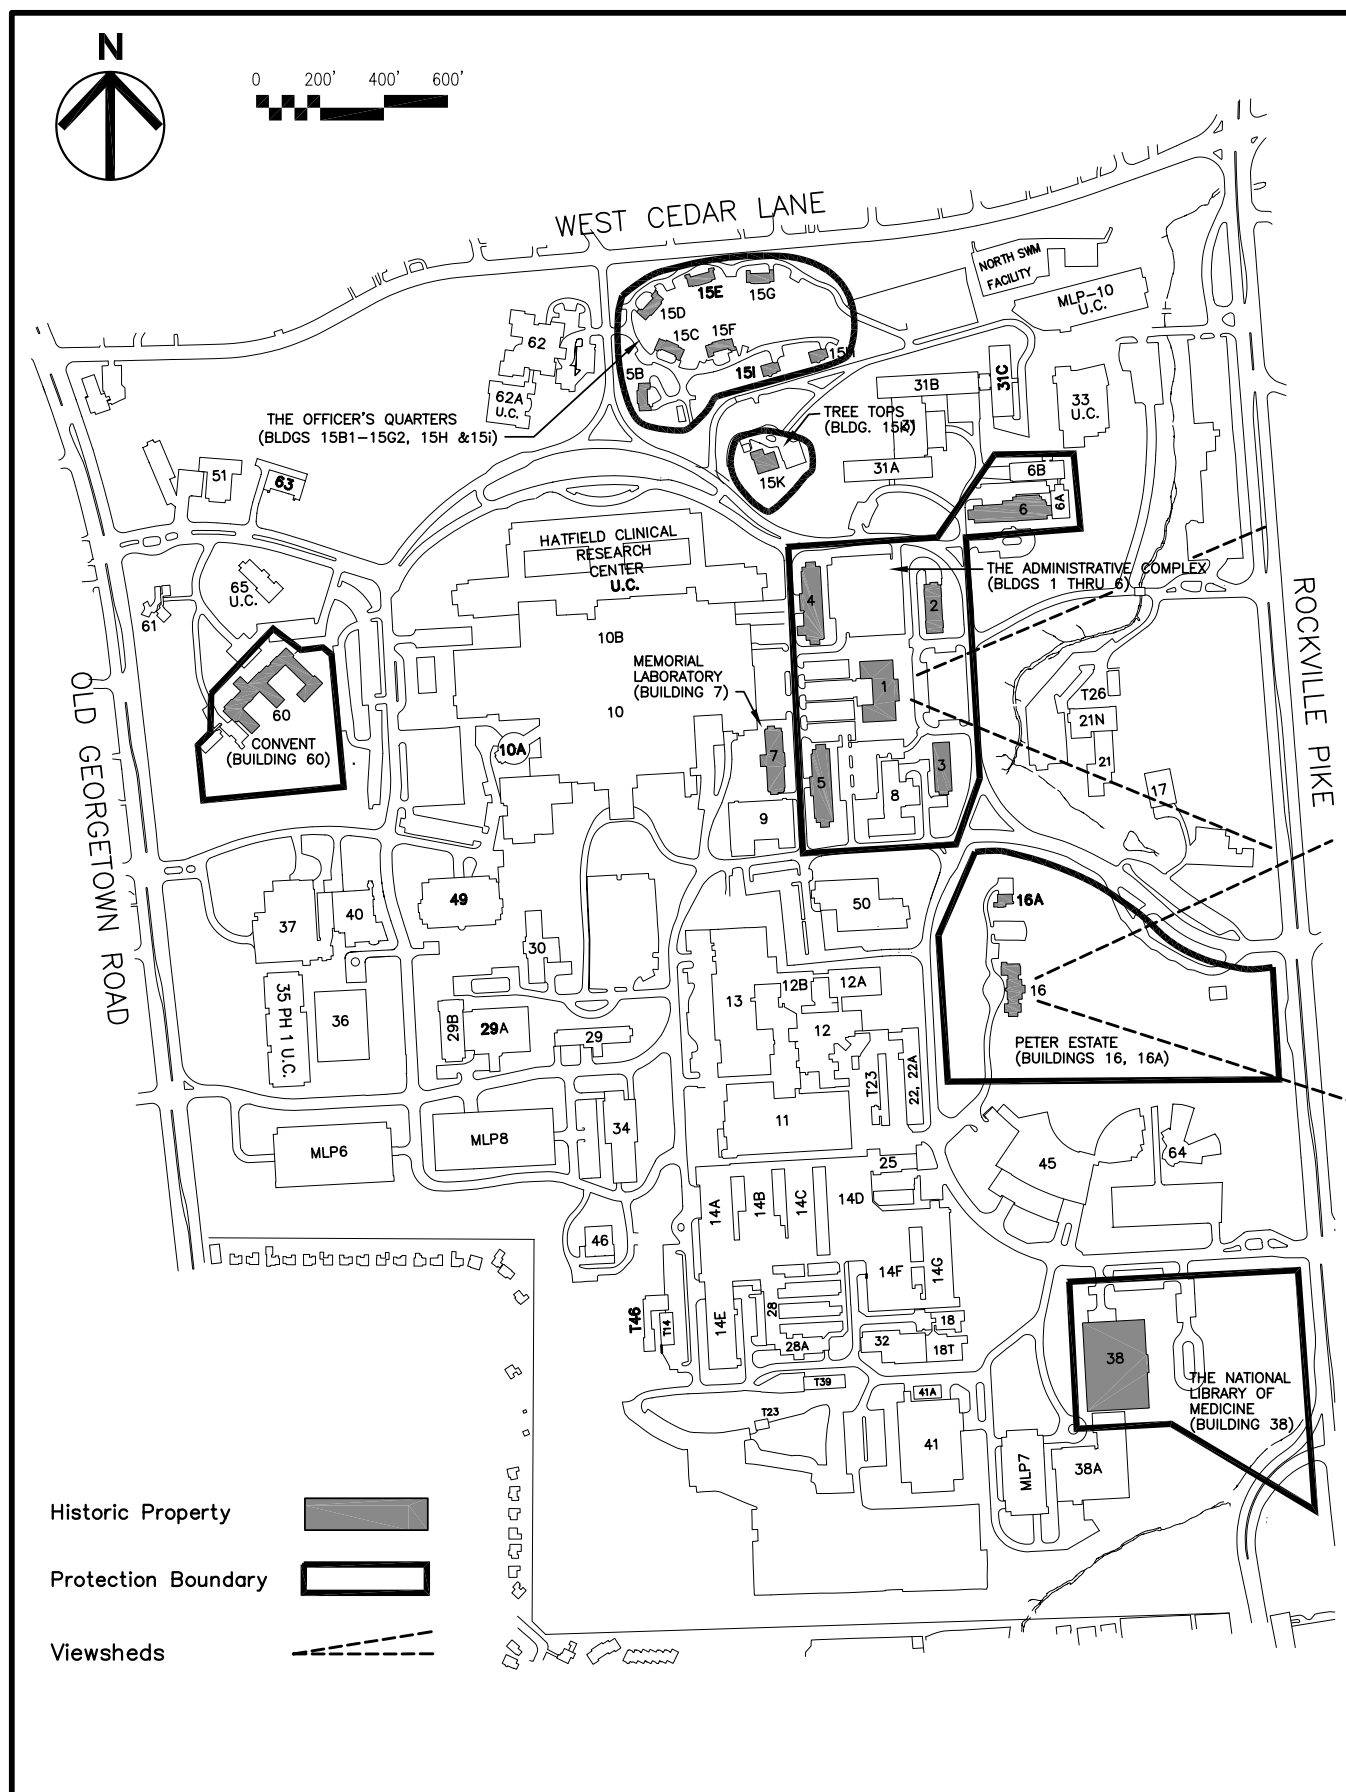 N
0 200' 400' 600'
WEST CEDAR LANE
NORTH SWM
FACILITY
MLP-10
U.C.
15E
15G
15D
15C
15F
15I
5B
62
62A
U.C.
THE OFFICER'S QUARTERS
(BLDGS 15B1-15G2, 15H &15i)
TREE TOPS
(BLDG. 15K)
15K
31B
31C
31
31A
33
U.C.
6B
6A
6
51
63
HATFIELD CLINICAL
RESEARCH
CENTER
U.C.
THE ADMINISTRATIVE COMPLEX
(BLDGS 1 THRU 6)
65
U.C.
61
4
2
10B
MEMORIAL
LABORATORY
(BUILDING 7)
1
10
60
CONVENT
(BUILDING 60)
10A
7
5
8
3
9
T26
21N
21
17
ROCKVILLE PIKE
OLD GEORGETOWN ROAD
37
40
49
30
50
16A
16
PETER ESTATE
(BUILDINGS 16, 16A)
35 PH 1 U.C.
36
29B
29A
29
13
12B
12A
12
T23
22, 22A
11
MLP6
MLP8
34
25
45
64
46
14A
14B
14C
14D
14E
14F
14G
T46
T14
28
28A
32
18
18T
T39
41A
T23
41
MLP7
38A
38
THE NATIONAL
LIBRARY OF
MEDICINE
(BUILDING 38)
Historic Property
Protection Boundary
Viewsheds